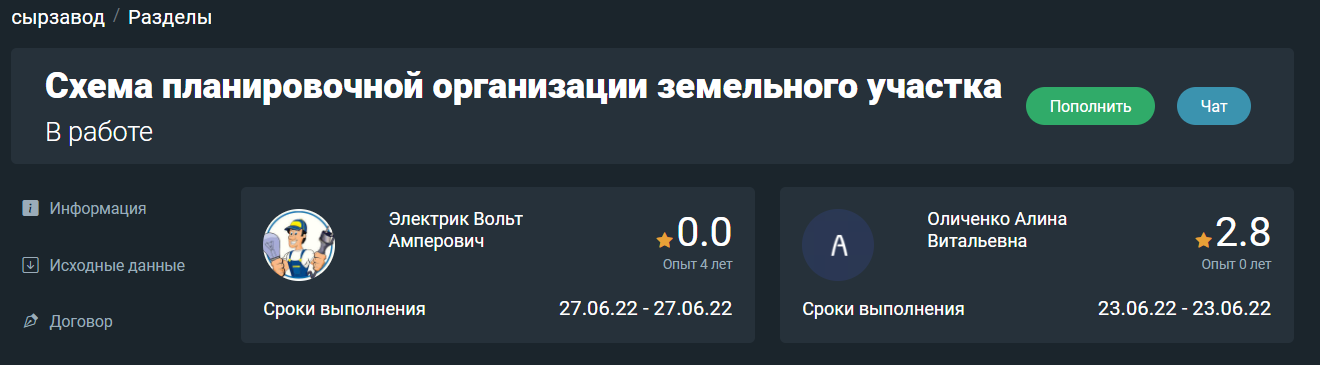 сырзавод / Разделы
Схема планировочной организации земельного участка
В работе
Пополнить
Чат
Информация
Исходные данные
Договор
Электрик Вольт
Амперович
0.0
Опыт 4 лет
Сроки выполнения
27.06.22 - 27.06.22
А
Оличенко Алина
Витальевна
2.8
Опыт 0 лет
Сроки выполнения
23.06.22 - 23.06.22